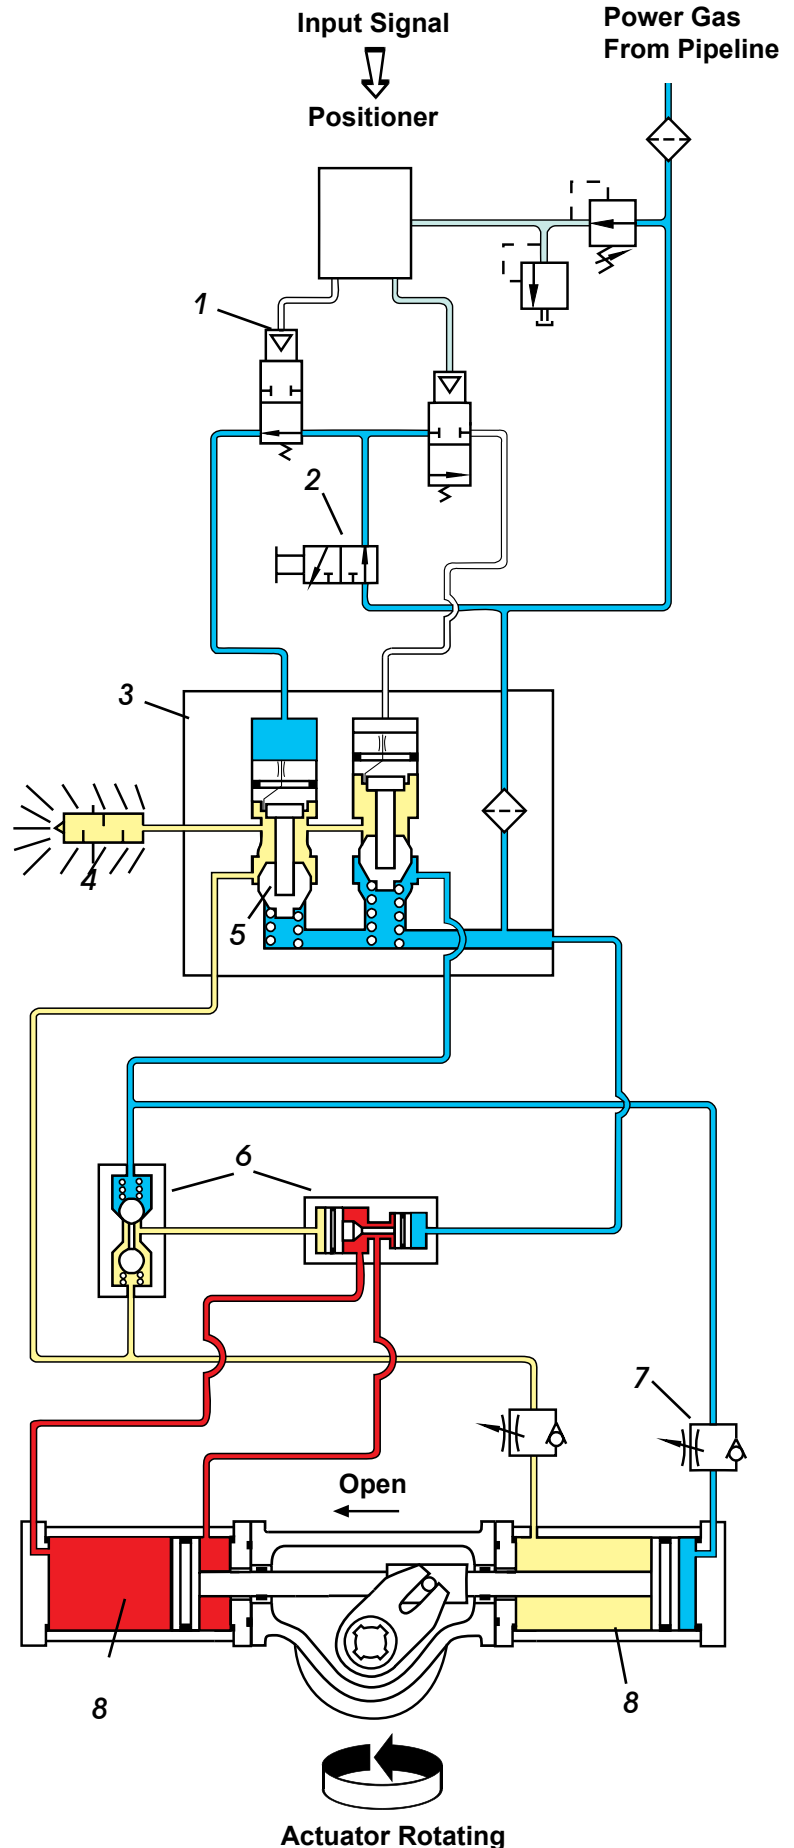 Input Signal
Positioner
Power Gas
From Pipeline
1
2
3
4
5
6
7
Open
8
8
Actuator Rotating